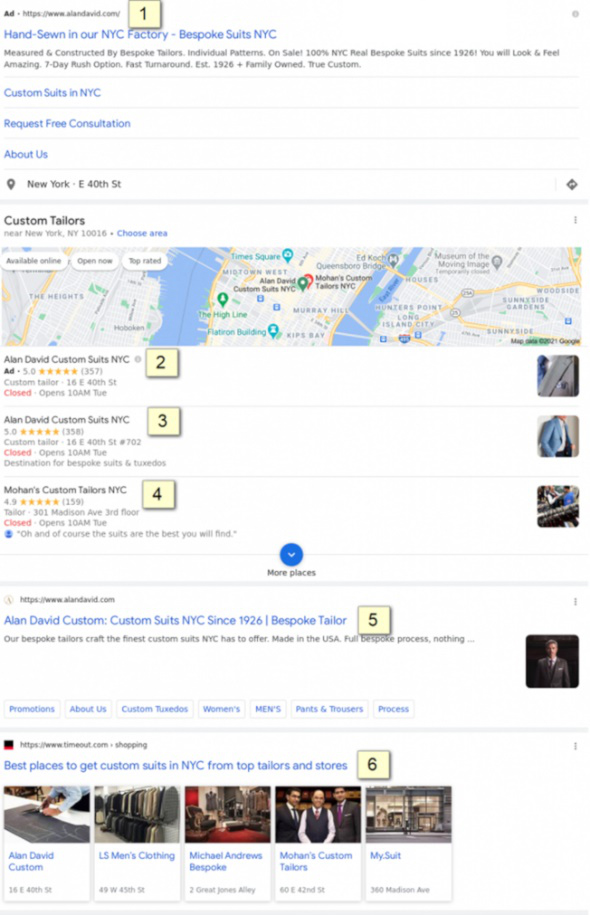 Ad · https://www.alandavid.com/
1
Hand-Sewn in our NYC Factory - Bespoke Suits NYC
Measured & Constructed By Bespoke Tailors. Individual Patterns. On Sale! 100% NYC Real Bespoke Suits since 1926! You will Look & Feel
Amazing. 7-Day Rush Option. Fast Turnaround. Est. 1926 + Family Owned. True Custom.
Custom Suits in NYC
Request Free Consultation
About Us
New York · E 40th St
Custom Tailors
near New York, NY 10016 • Choose area
Available online
Open now
Top rated
Times Square
Ed Koch
Queensboro Bridge
Museum of the
Moving Image
Temporarily closed
MIDTOWN WEST
Alan David
Custom Suits NYC
Mohan's Custom
Tailors NYC
HOUSES
WOODSIDE
THE HEIGHTS
The High Line
MURRAY HILL
HUNTERS POINT
SUNNYSIDE
GARDENS
East River
LONG
ISLAND CITY
Hoboken
Flatiron Building
KIPS BAY
SUNNYSIDE
Map data ©2021 Google
Alan David Custom Suits NYC
2
Ad · 5.0 ★★★★★ (357)
Custom tailor · 16 E 40th St
Closed · Opens 10AM Tue
Alan David Custom Suits NYC
3
5.0 ★★★★★ (358)
Custom tailor · 16 E 40th St #702
Closed · Opens 10AM Tue
Destination for bespoke suits & tuxedos
Mohan's Custom Tailors NYC
4
4.9 ★★★★★ (159)
Tailor · 301 Madison Ave 3rd floor
Closed · Opens 10AM Tue
"Oh and of course the suits are the best you will find."
More places
https://www.alandavid.com
Alan David Custom: Custom Suits NYC Since 1926 | Bespoke Tailor
5
Our bespoke tailors craft the finest custom suits NYC has to offer. Made in the USA. Full bespoke process, nothing ...
Promotions
About Us
Custom Tuxedos
Women's
MEN'S
Pants & Trousers
Process
https://www.timeout.com › shopping
Best places to get custom suits in NYC from top tailors and stores
6
Alan David
Custom
16 E 40th St
LS Men's Clothing
49 W 45th St
Michael Andrews
Bespoke
2 Great Jones Alley
Mohan's Custom
Tailors
60 E 42nd St
My.Suit
360 Madison Ave